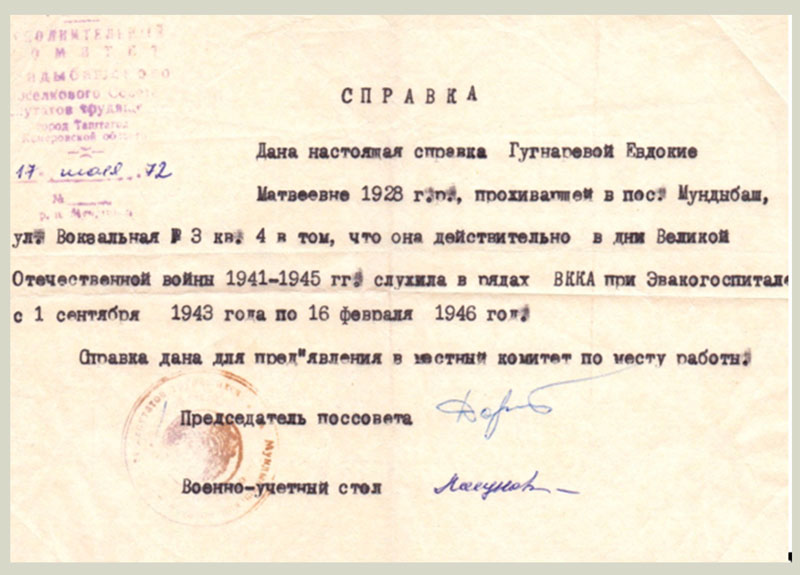 СПРАВКА
17 мая 72
№
Дана настоящая справка Гугнаревой Евдокие
Матвеевне 1928 г.р., проживавшей в пос. Мундыбаш,
ул. Вокзальная № 3 кв. 4 в том, что она действительно в дни Великой
Отечественной войны 1941-1945 гг. служила в рядах ВККА при Эвакогоспитале
с 1 сентября 1943 года по 16 февраля 1946 год.
Справка дана для пред"явления в местный комитет по месту работы.
Председатель поссовета
Военно-учетный стол